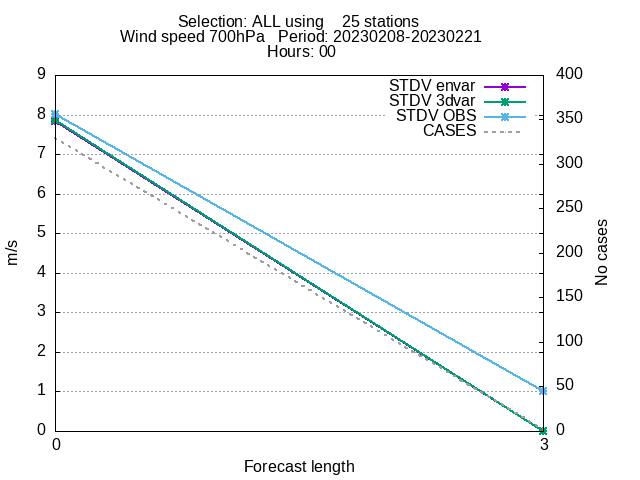 Selection: ALL using    25 stations
Wind speed 700hPa   Period: 20230208-20230221
Hours: 00
STDV envar
STDV 3dvar
STDV OBS
CASES
9
8
7
6
5
4
3
2
1
0
400
350
300
250
200
150
100
50
0
m/s
No cases
0
3
Forecast length